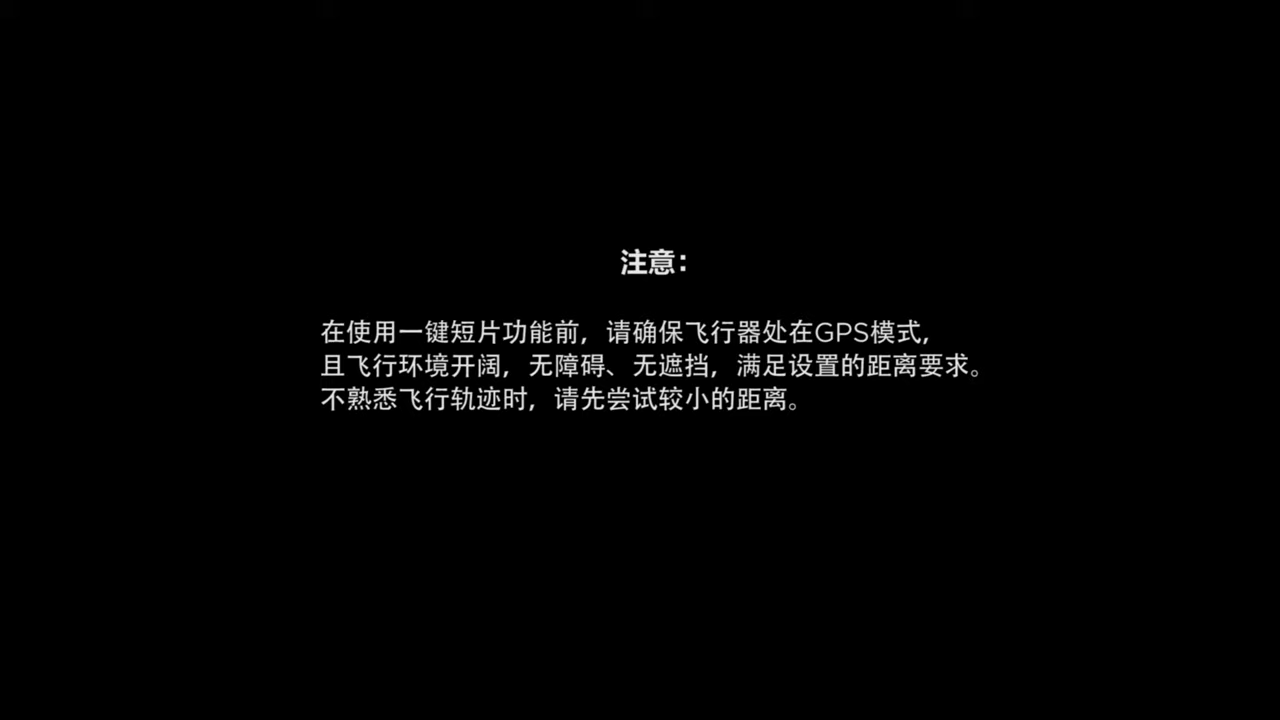 注意：
在使用一键短片功能前，请确保飞行器处在GPS模式，
且飞行环境开阔，无障碍、无遮挡，满足设置的距离要求。
不熟悉飞行轨迹时，请先尝试较小的距离。